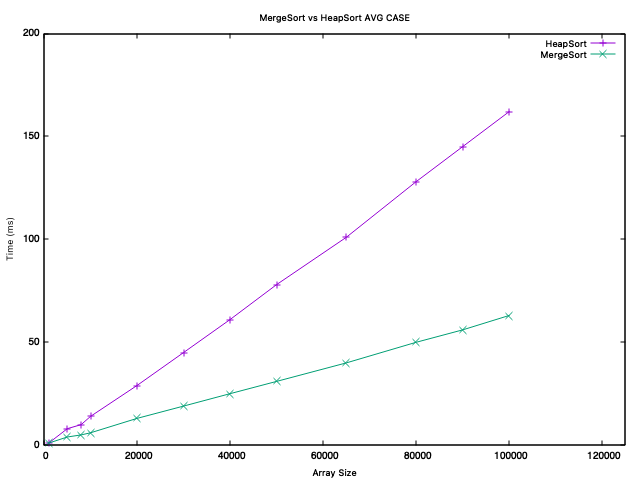 MergeSort vs HeapSort AVG CASE
200
HeapSort
MergeSort
150
100
Time (ms)
50
0
0 20000 40000 60000 80000 100000 120000
Array Size